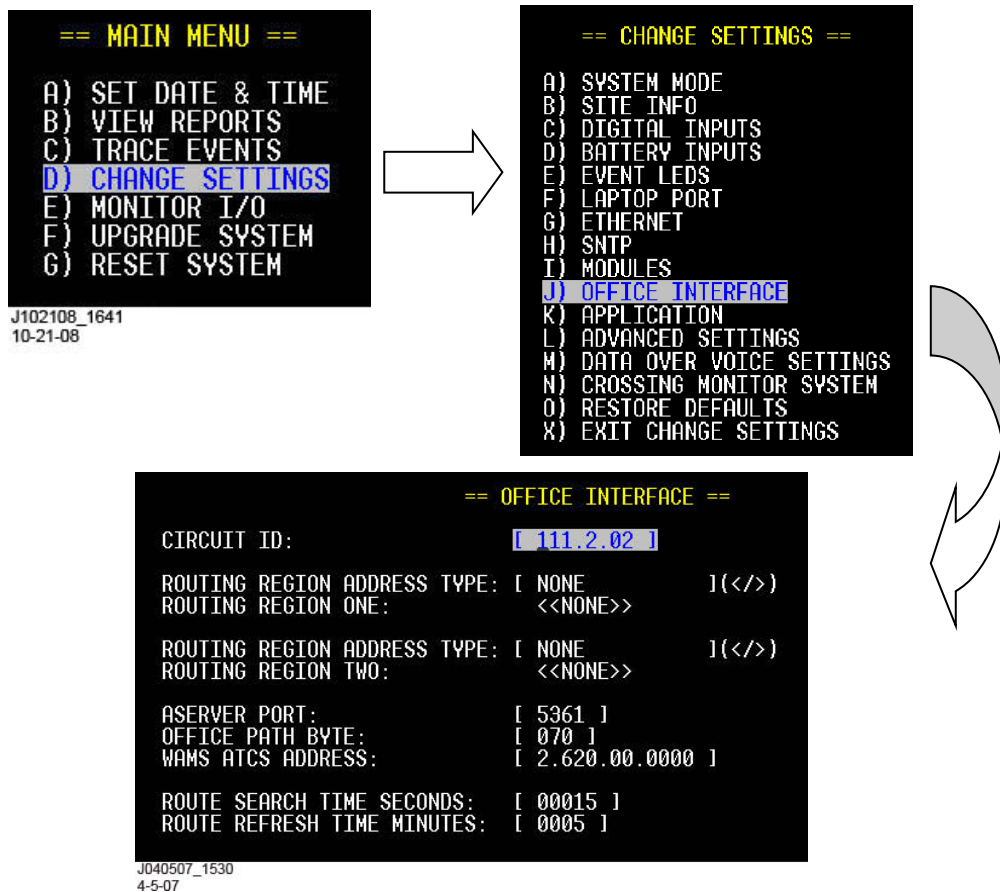 == MAIN MENU ==
A) SET DATE & TIME
B) VIEW REPORTS
C) TRACE EVENTS
D) CHANGE SETTINGS
E) MONITOR I/O
F) UPGRADE SYSTEM
G) RESET SYSTEM
J102108_1641
10-21-08
== CHANGE SETTINGS ==
A) SYSTEM MODE
B) SITE INFO
C) DIGITAL INPUTS
D) BATTERY INPUTS
E) EVENT LEDS
F) LAPTOP PORT
G) ETHERNET
H) SNTP
I) MODULES
J) OFFICE INTERFACE
K) APPLICATION
L) ADVANCED SETTINGS
M) DATA OVER VOICE SETTINGS
N) CROSSING MONITOR SYSTEM
O) RESTORE DEFAULTS
X) EXIT CHANGE SETTINGS
== OFFICE INTERFACE ==
CIRCUIT ID: [ 111.2.02 ]
ROUTING REGION ADDRESS TYPE: [ NONE ](</>)
ROUTING REGION ONE: <<NONE>>
ROUTING REGION ADDRESS TYPE: [ NONE ](</>)
ROUTING REGION TWO: <<NONE>>
ASERVER PORT: [ 5361 ]
OFFICE PATH BYTE: [ 070 ]
WAMS ATCS ADDRESS: [ 2.620.00.0000 ]
ROUTE SEARCH TIME SECONDS: [ 00015 ]
ROUTE REFRESH TIME MINUTES: [ 0005 ]
J040507_1530
4-5-07